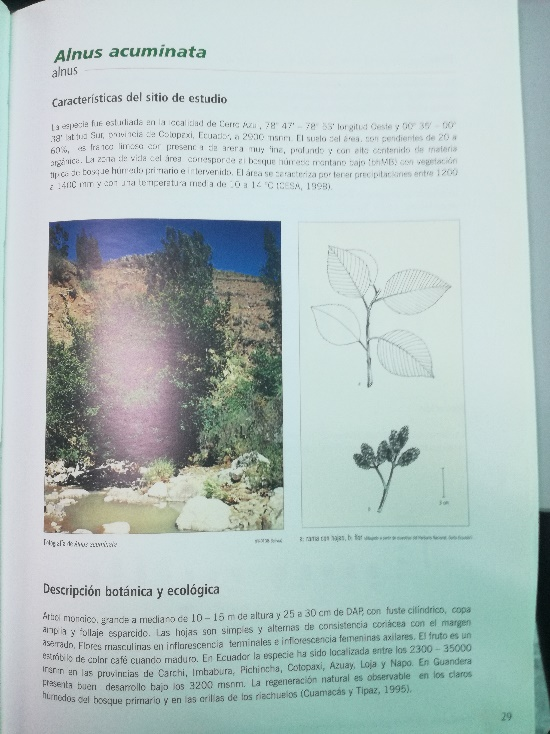 Alnus acuminata
alnus
Características del sitio de estudio
La especie fue estudiada en la localidad de Cerro Azul, 78° 47' – 78° 53' longitud Oeste y 00° 36' – 00°
38' latitud Sur, provincia de Cotopaxi, Ecuador, a 2900 msnm. El suelo del área, con pendientes de 20 a
60%, es franco limoso con presencia de arena muy fina, profundo y con alto contenido de materia
orgánica. La zona de vida del área corresponde al bosque húmedo montano bajo (bhMB) con vegetación
típica de bosque húmedo primario e intervenido. El área se caracteriza por tener precipitaciones entre 1200
a 1400 mm y con una temperatura media de 10 a 14 °C (CESA, 1998).
a
b
2 cm
Fotografía de Alnus acuminata
a: rama con hojas, b: flor
Descripción botánica y ecológica
Árbol monoico, grande a mediano de 10 – 15 m de altura y 25 a 30 cm de DAP, con fuste cilíndrico, copa
amplia y follaje esparcido. Las hojas son simples y alternas de consistencia coriácea con el margen
aserrado. Flores masculinas en inflorescencia terminales e inflorescencia femeninas axilares. El fruto es un
estróbilo de color café cuando maduro. En Ecuador la especie ha sido localizada entre los 2300 – 35000
msnm en las provincias de Carchi, Imbabura, Pichincha, Cotopaxi, Azuay, Loja y Napo. En Guandera
presenta buen desarrollo bajo los 3200 msnm. La regeneración natural es observable en los claros
húmedos del bosque primario y en las orillas de los riachuelos (Cuamacás y Tipaz, 1995).
29